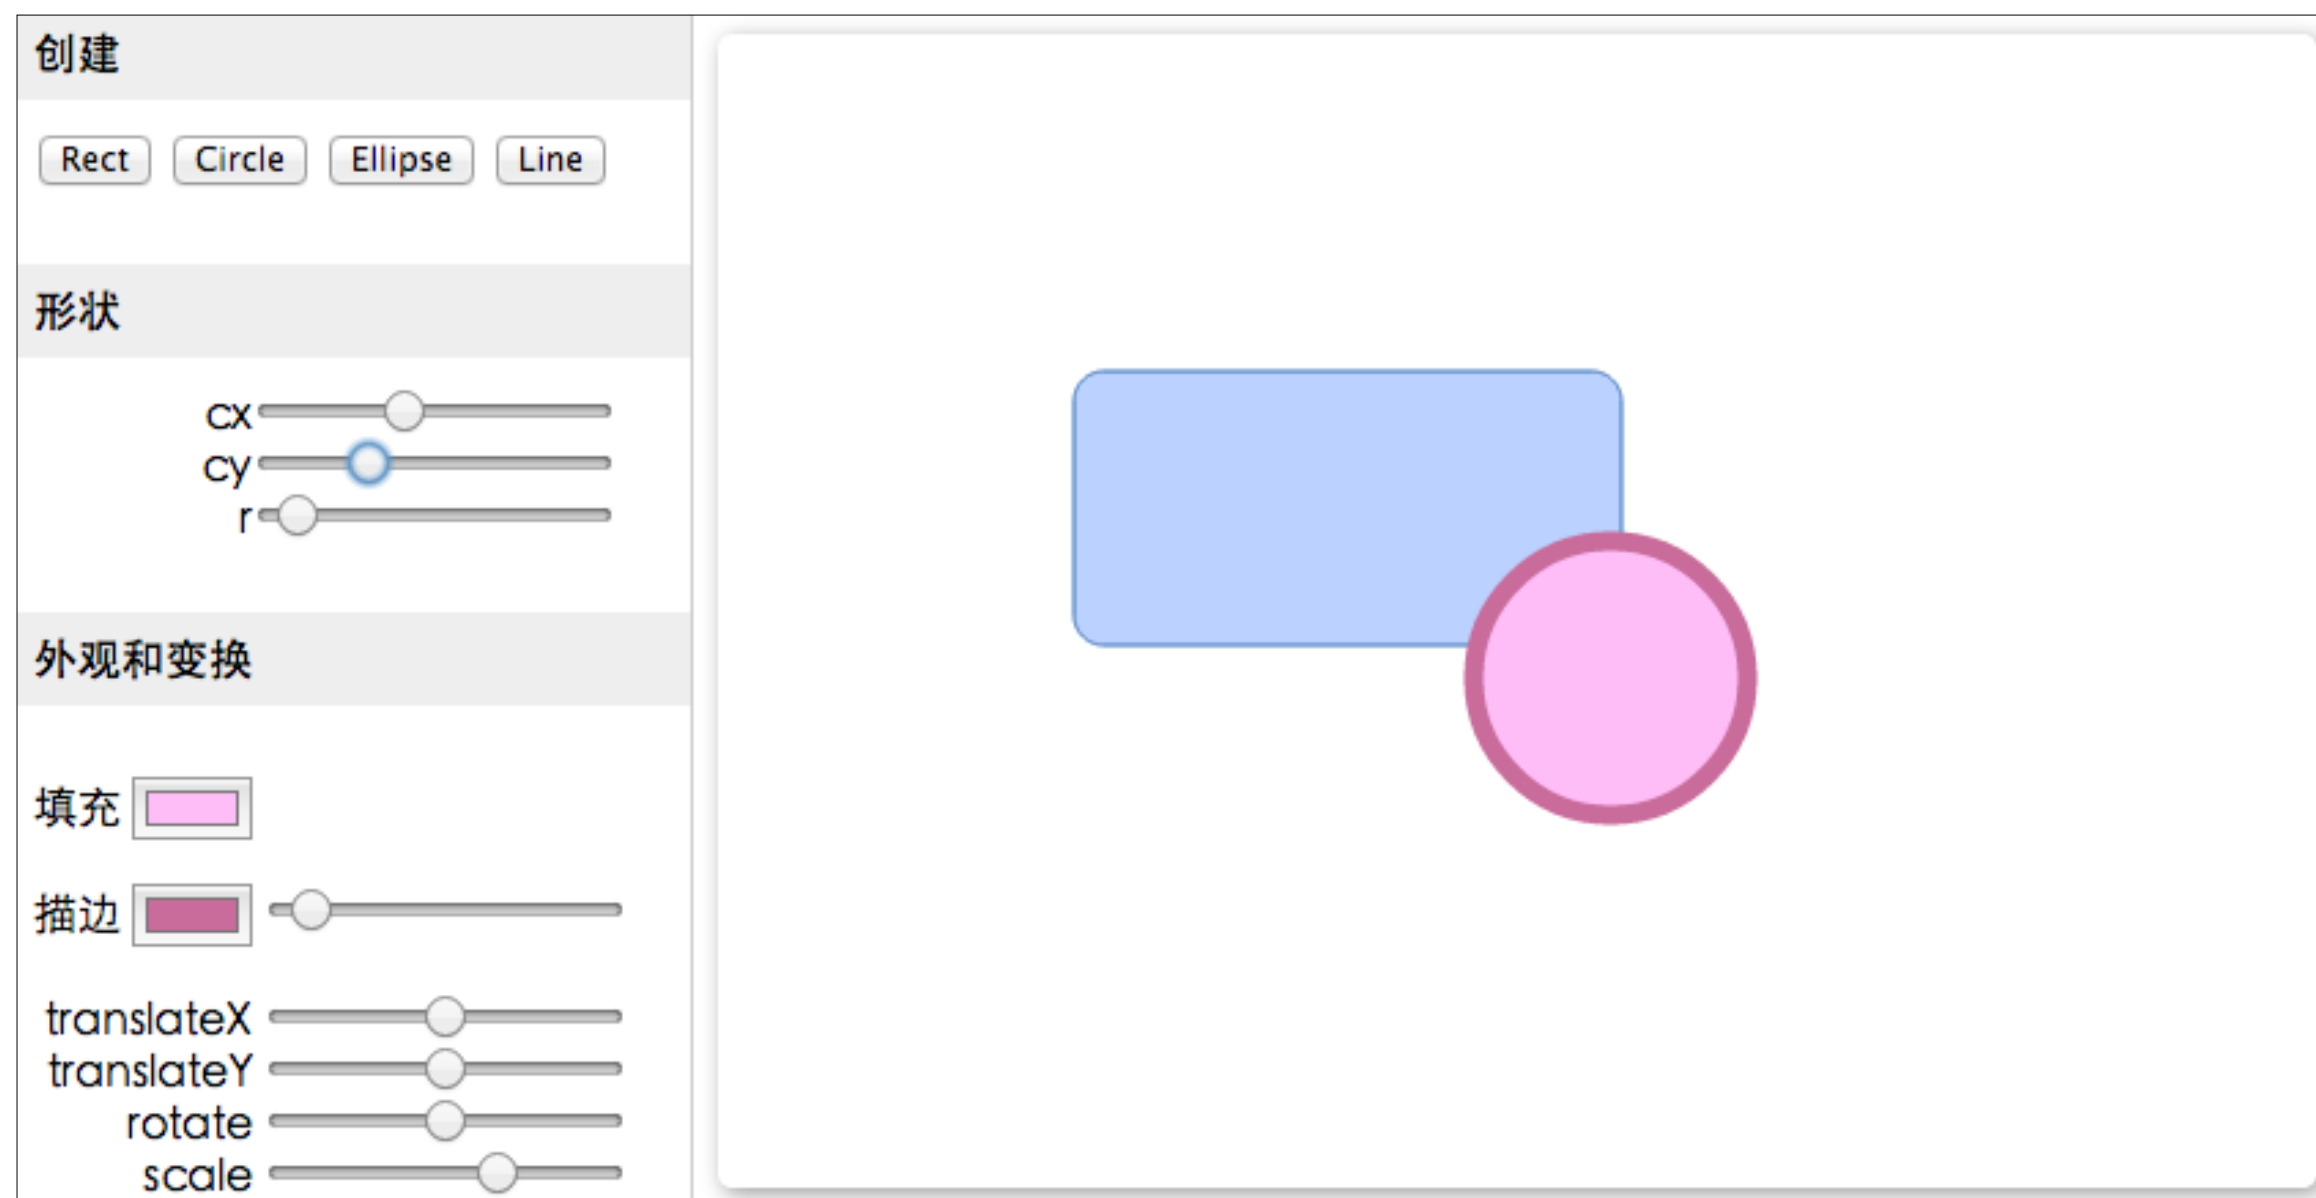 创建
Rect Circle Ellipse Line
形状
cx
cy
r
外观和变换
填充
描边
translateX
translateY
rotate
scale